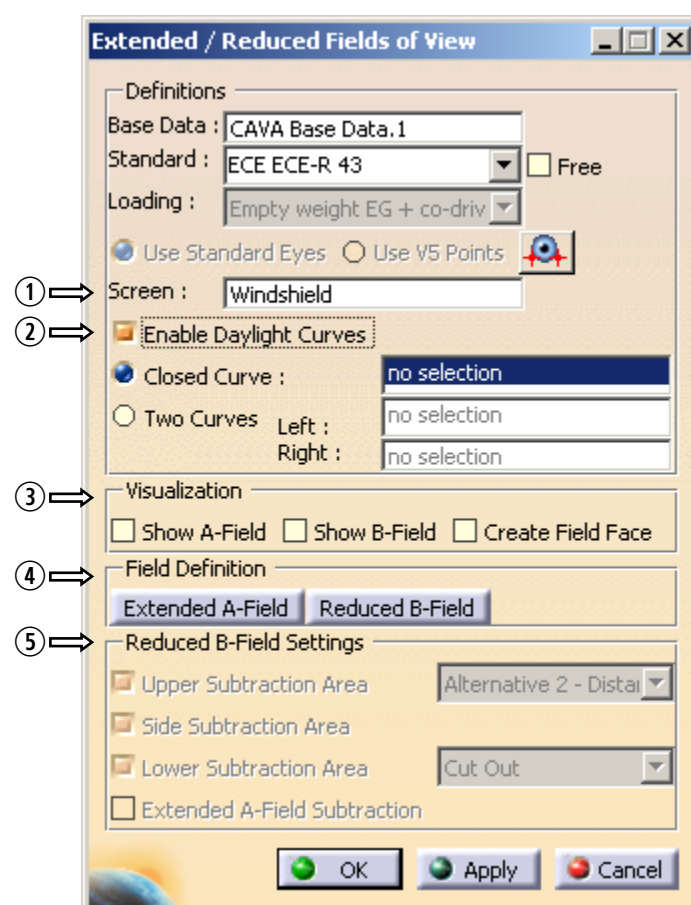 Extended / Reduced Fields of View
Definitions
Base Data : CAVA Base Data.1
Standard : ECE ECE-R 43 Free
Loading : Empty weight EG + co-driv
Use Standard Eyes Use V5 Points
① Screen : Windshield
② Enable Daylight Curves
Closed Curve : no selection
Two Curves Left : no selection
Right : no selection
③ Visualization
Show A-Field Show B-Field Create Field Face
④ Field Definition
Extended A-Field Reduced B-Field
⑤ Reduced B-Field Settings
Upper Subtraction Area Alternative 2 - Distai
Side Subtraction Area
Lower Subtraction Area Cut Out
Extended A-Field Subtraction
OK Apply Cancel